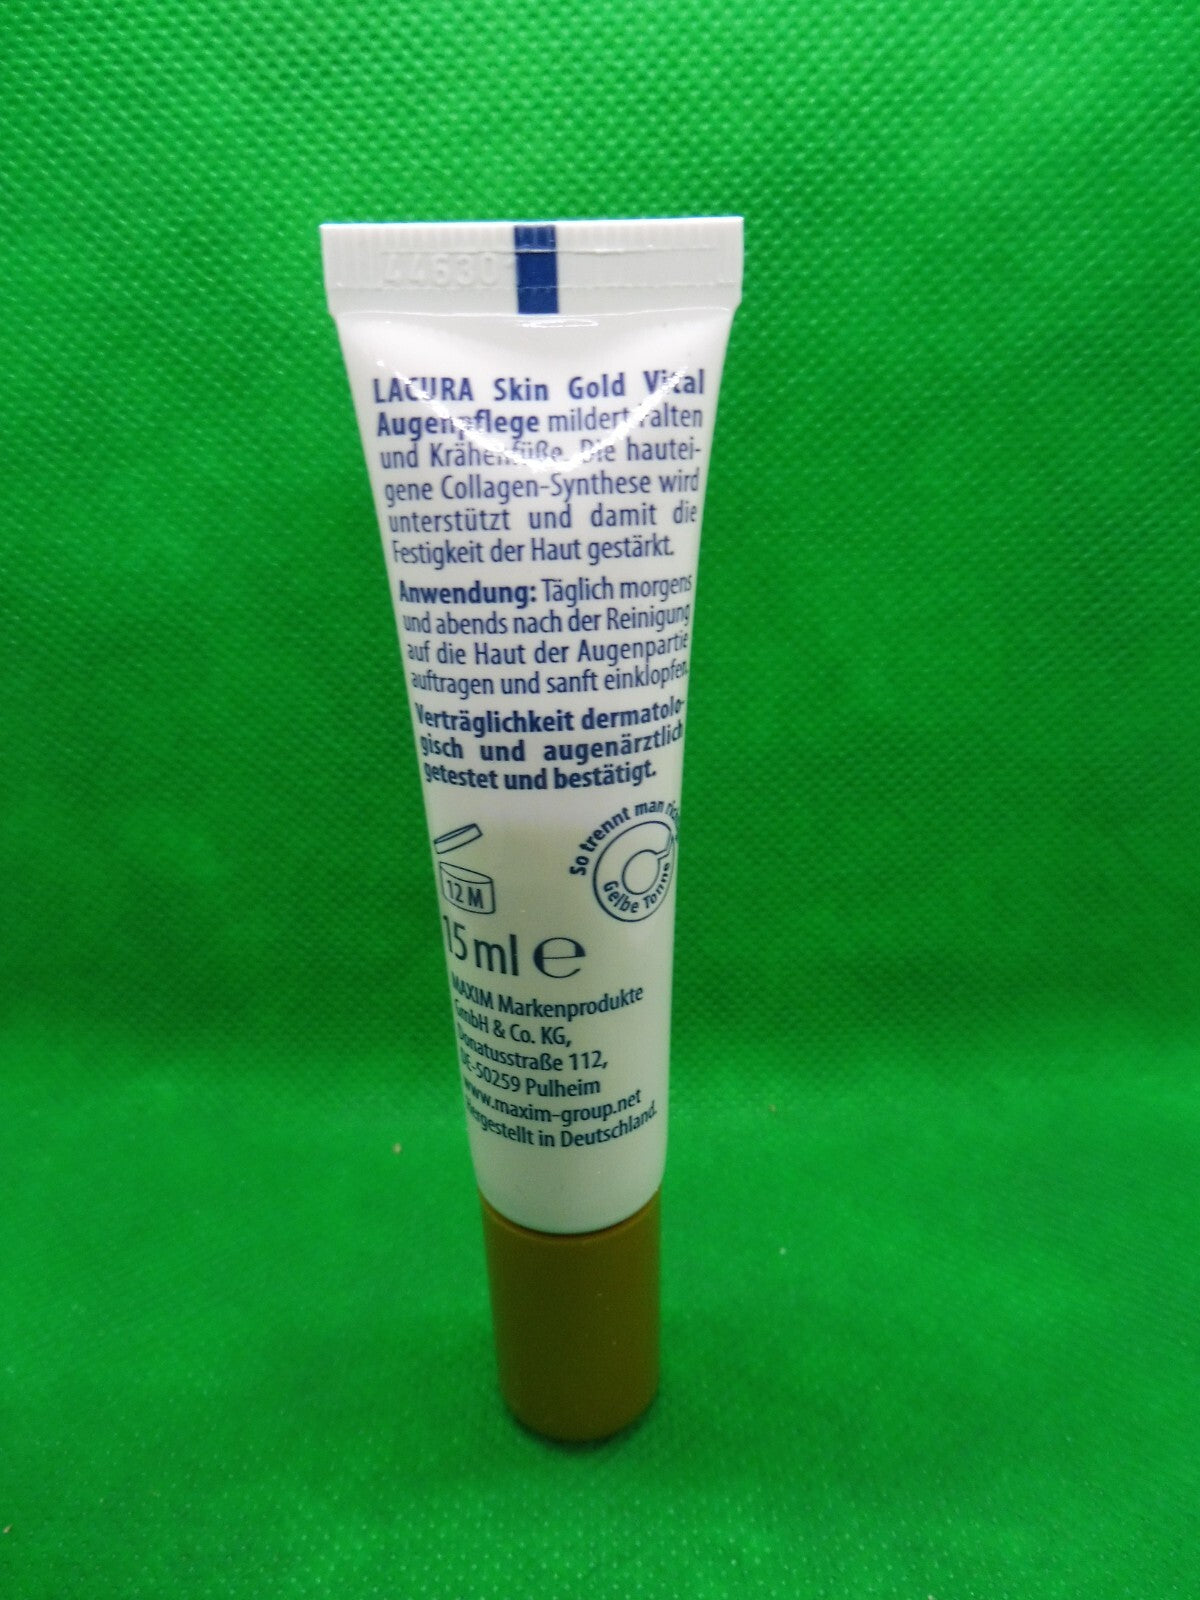 446301
LACURA Skin Gold Vital
Augenpflege mildert Falten
und Krähenfüße. Die hautei-
gene Collagen-Synthese wird
unterstützt und damit die
Festigkeit der Haut gestärkt.
Anwendung: Täglich morgens
und abends nach der Reinigung
auf die Haut der Augenpartie
auftragen und sanft einklopfen.
Verträglichkeit dermatolo-
gisch und augenärztlich
getestet und bestätigt.
So trennt man
Gelbe Tonne
12 M
15 ml e
MAXIM Markenprodukte
GmbH & Co. KG,
Donatusstraße 112,
DE-50259 Pulheim
www.maxim-group.net
Hergestellt in Deutschland.